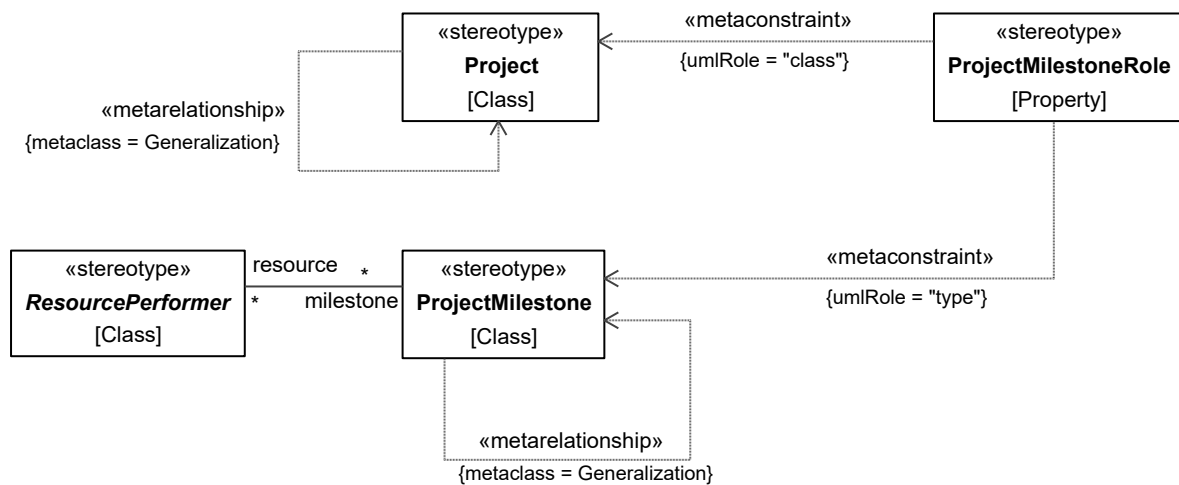 «stereotype»
Project
[Class]
«metaconstraint»
{umlRole = "class"}
«stereotype»
ProjectMilestoneRole
[Property]
«metarelationship»
{metaclass = Generalization}
«stereotype»
ResourcePerformer
[Class]
resource
*
*
milestone
«stereotype»
ProjectMilestone
[Class]
«metaconstraint»
{umlRole = "type"}
«metarelationship»
{metaclass = Generalization}